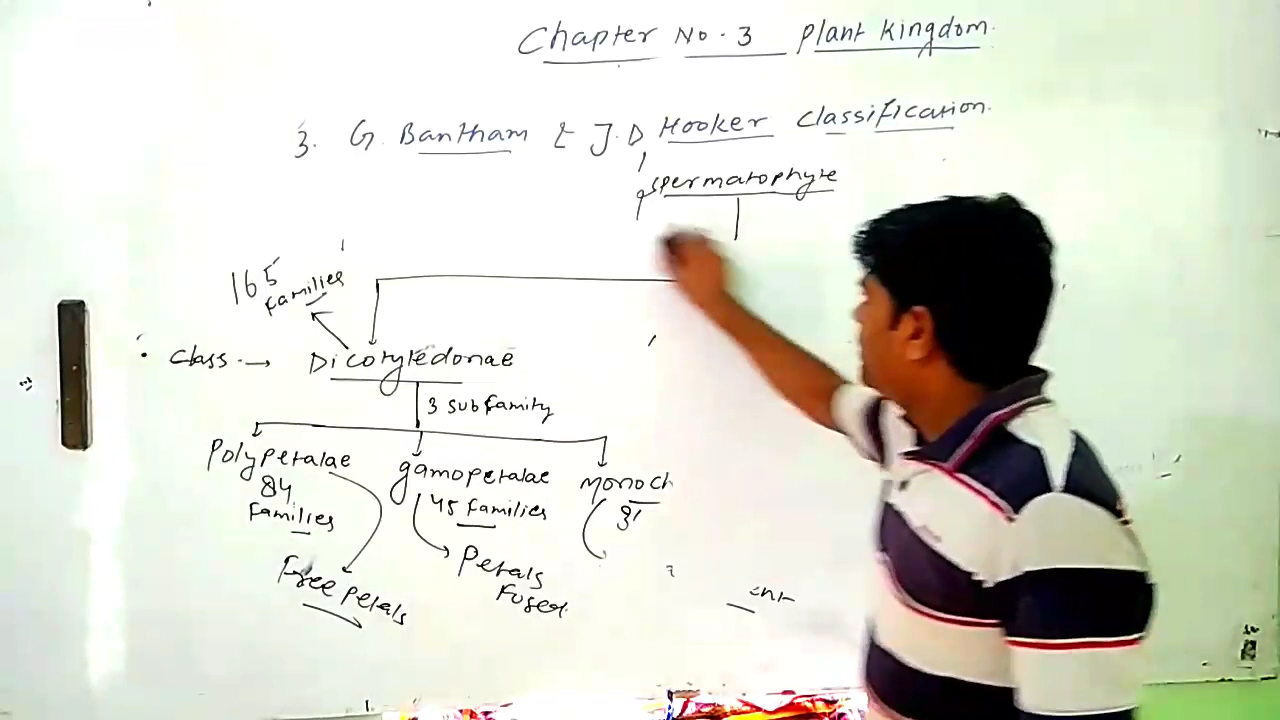 Chapter No. 3 Plant Kingdom.
3. G. Bantham & J.D Hooker Classification.
spermatophyte
165
families
Class → Dicotyledonae
3 subfamily
Polypetalae gamopetalae monoch
84 45 families
families
Petals
Free petals